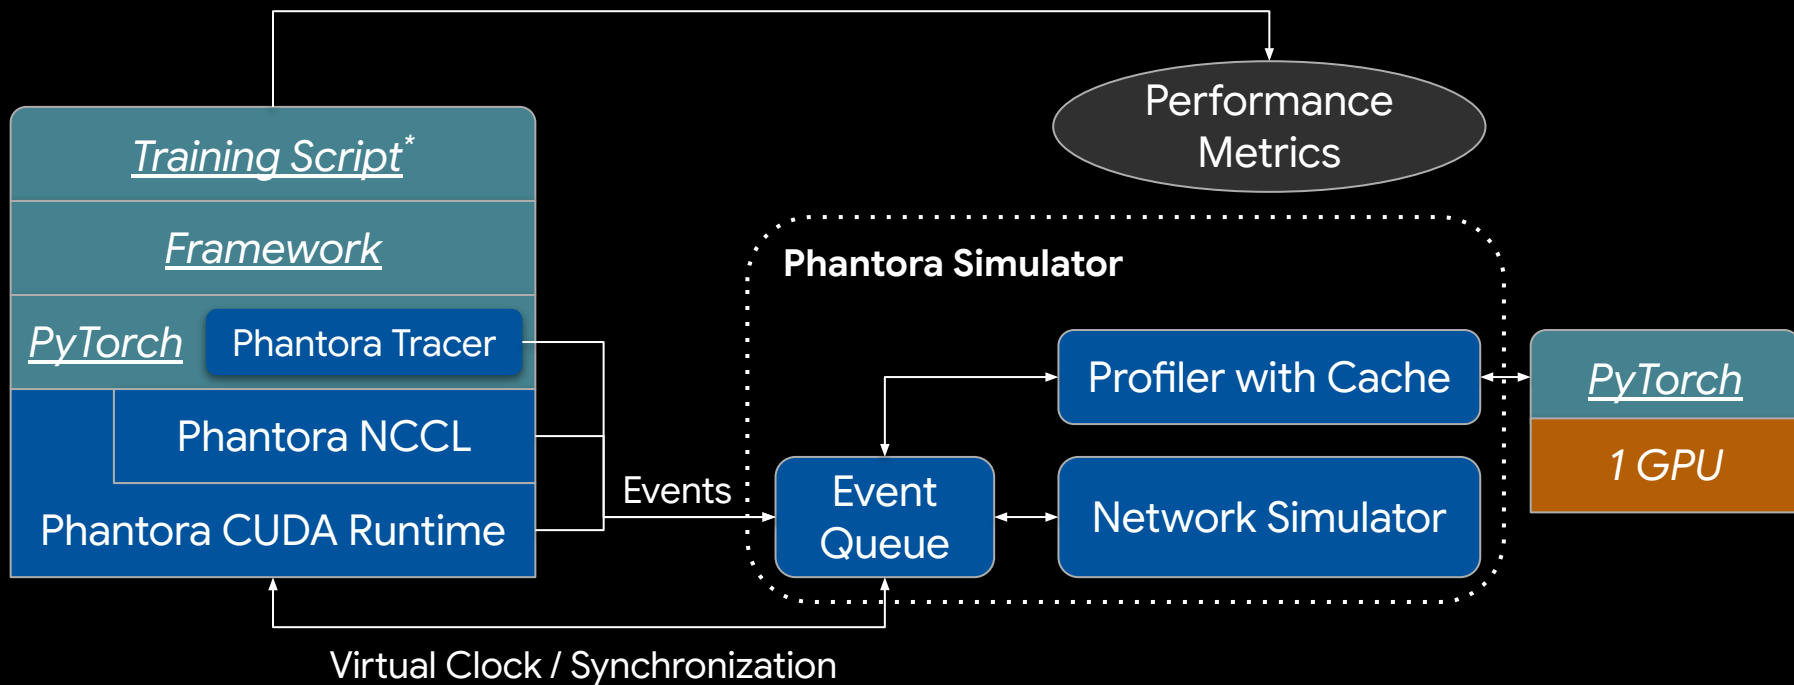 Performance
Metrics
Training Script*
Framework
PyTorch
Phantora Tracer
Phantora NCCL
Phantora CUDA Runtime
Events
Phantora Simulator
Profiler with Cache
Event
Queue
Network Simulator
PyTorch
1 GPU
Virtual Clock / Synchronization